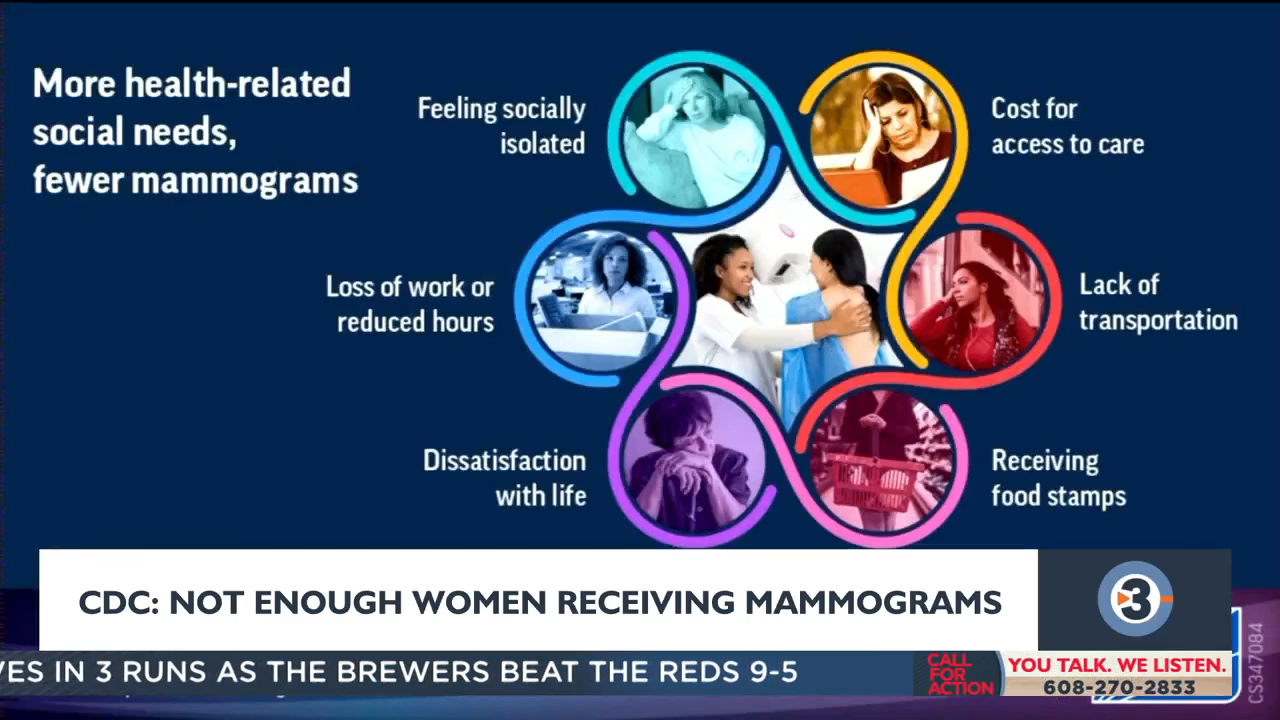 More health-related
social needs,
fewer mammograms
Feeling socially
isolated
Cost for
access to care
Loss of work or
reduced hours
Lack of
transportation
Dissatisfaction
with life
Receiving
food stamps
CDC: NOT ENOUGH WOMEN RECEIVING MAMMOGRAMS
3
VES IN 3 RUNS AS THE BREWERS BEAT THE REDS 9-5
CALL
FOR
ACTION
YOU TALK. WE LISTEN.
608-270-2833
CS347084